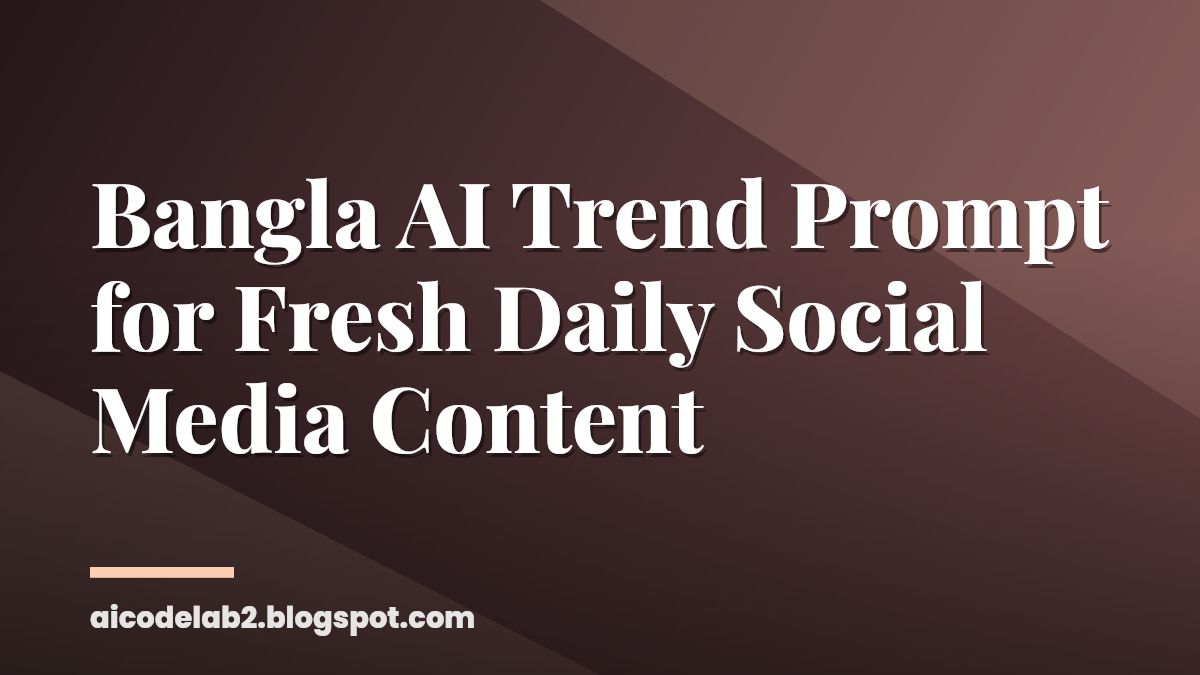 Bangla AI Trend Prompt
for Fresh Daily Social
Media Content
aicodelab2.blogspot.com